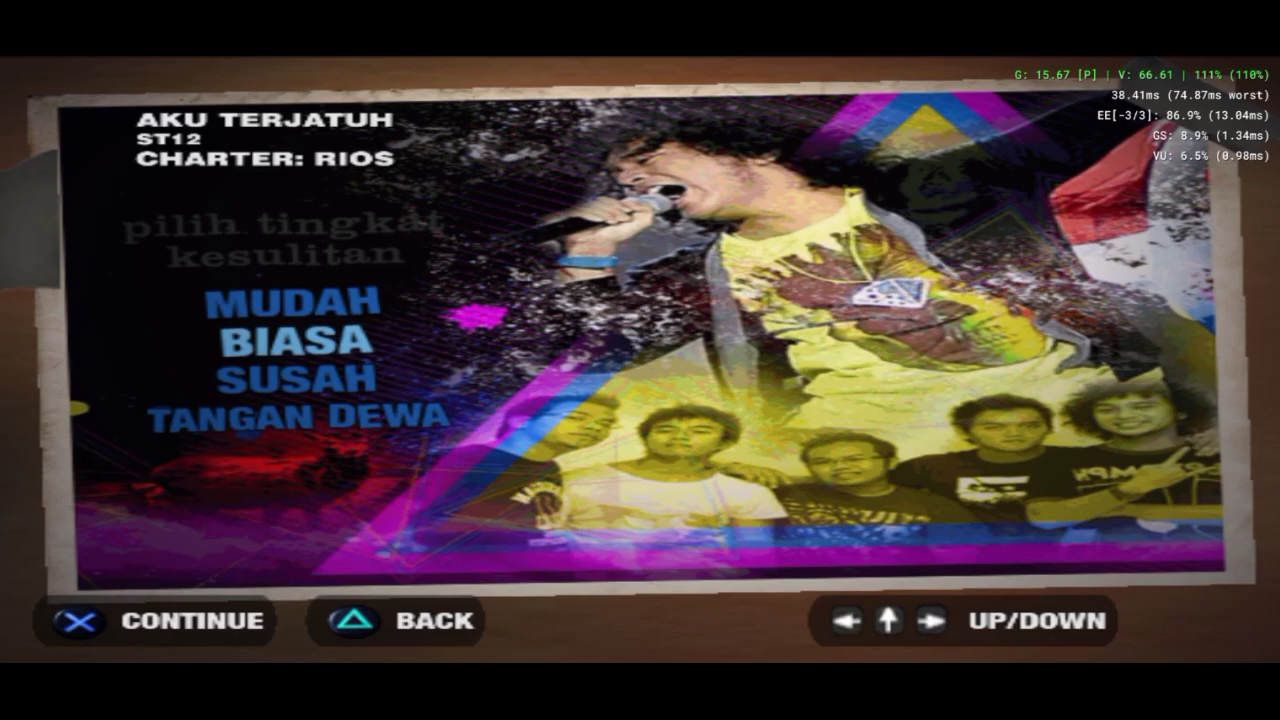 G: 15.67 [P] | V: 66.61 | 111% (110%)
38.41ms (74.87ms worst)
EE[-3/3]: 86.9% (13.04ms)
GS: 8.9% (1.34ms)
VU: 6.5% (0.98ms)
AKU TERJATUH
ST12
CHARTER: RIOS
pilih tingkat
kesulitan
MUDAH
BIASA
SUSAH
TANGAN DEWA
CONTINUE
BACK
UP/DOWN